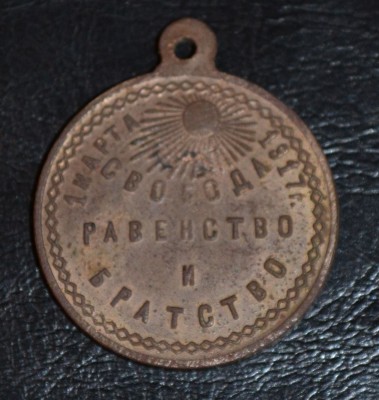 1 МАРТА 1917 г.
СВОБОДА
РАВЕНСТВО
И
БРАТСТВО